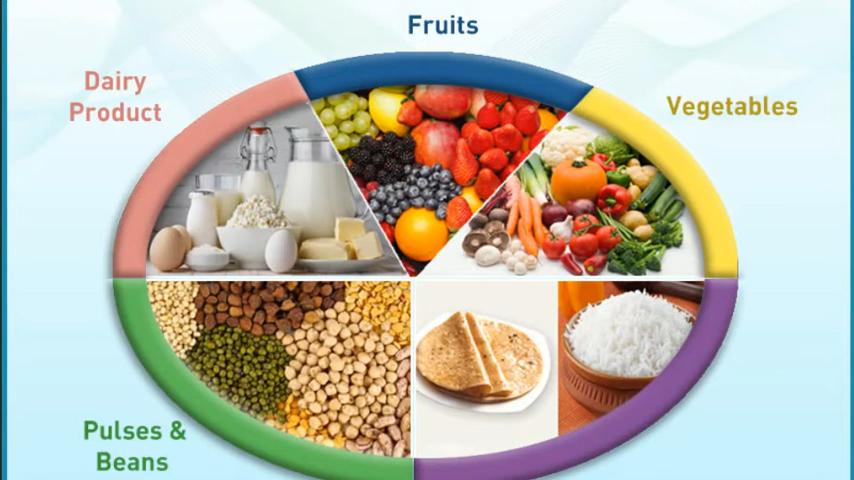 Fruits
Dairy
Product
Vegetables
Pulses &
Beans